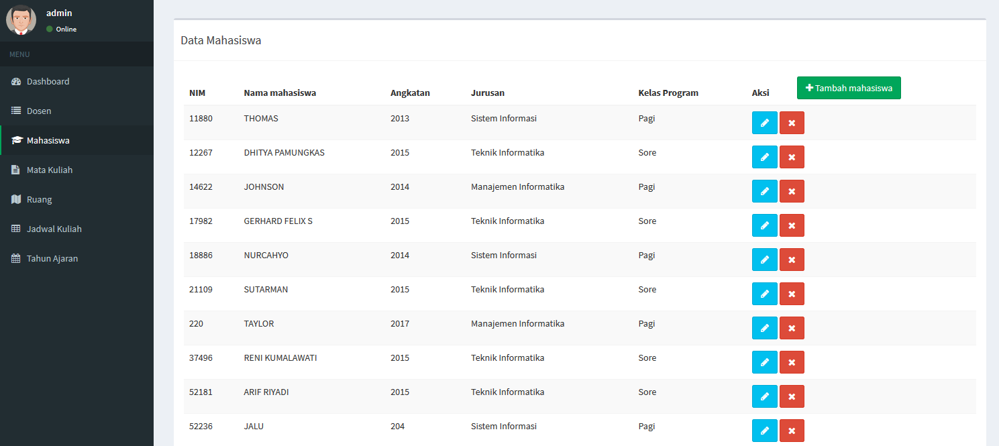 admin
Online
MENU
Dashboard
Dosen
Mahasiswa
Mata Kuliah
Ruang
Jadwal Kuliah
Tahun Ajaran
Data Mahasiswa
NIM Nama mahasiswa Angkatan Jurusan Kelas Program Aksi Tambah mahasiswa
11880 THOMAS 2013 Sistem Informasi Pagi
12267 DHITYA PAMUNGKAS 2015 Teknik Informatika Sore
14622 JOHNSON 2014 Manajemen Informatika Pagi
17982 GERHARD FELIX S 2015 Teknik Informatika Sore
18886 NURCAHYO 2014 Sistem Informasi Pagi
21109 SUTARMAN 2015 Teknik Informatika Sore
220 TAYLOR 2017 Manajemen Informatika Pagi
37496 RENI KUMALAWATI 2015 Teknik Informatika Sore
52181 ARIF RIYADI 2015 Teknik Informatika Sore
52236 JALU 204 Sistem Informasi Pagi